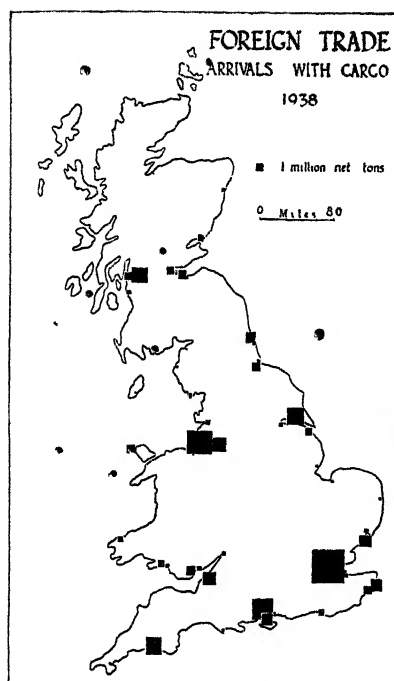 FOREIGN TRADE
ARRIVALS WITH CARGO
1938
1 million net tons
0 Miles 80